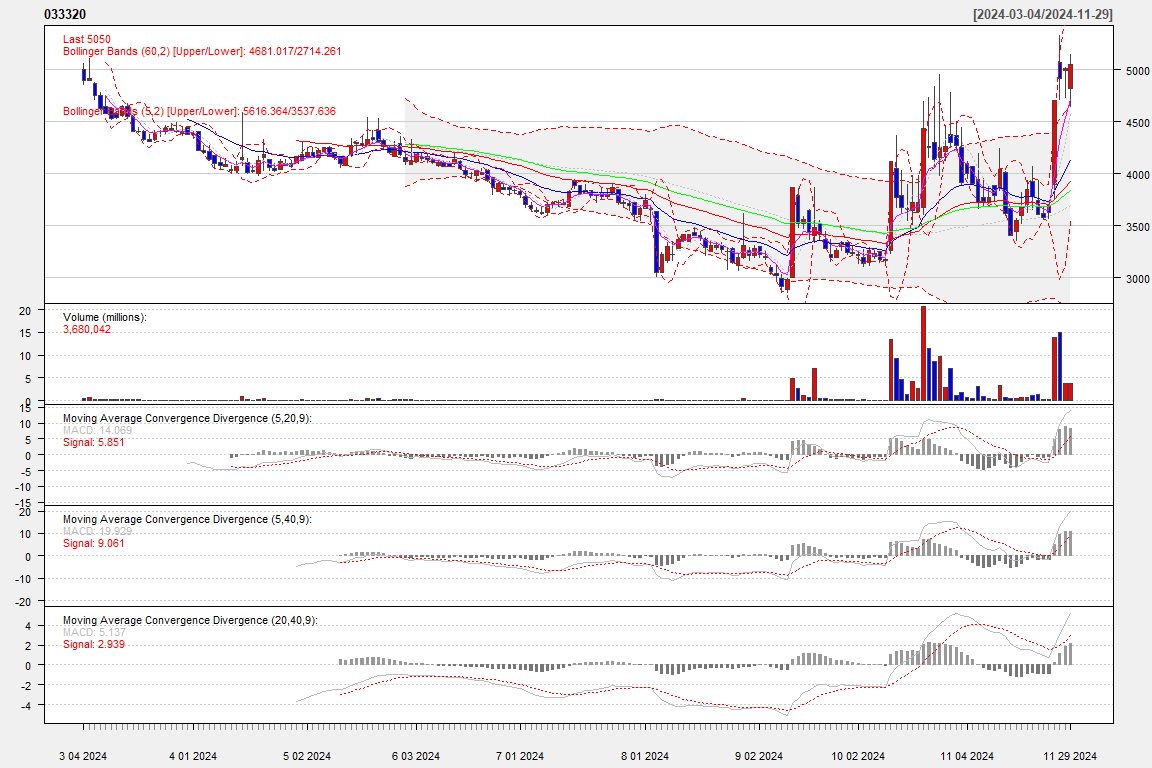 033320 [2024-03-04/2024-11-29]
Last 5050
Bollinger Bands (60,2) [Upper/Lower]: 4681.017/2714.261
Bollinger Bands (5,2) [Upper/Lower]: 5616.364/3537.636
5000
4500
4000
3500
3000
Volume (millions):
3,680,042
20
15
10
5
0
Moving Average Convergence Divergence (5,20,9):
MACD: 14.069
Signal: 5.851
15
10
5
0
-5
-10
-15
Moving Average Convergence Divergence (5,40,9):
MACD: 19.929
Signal: 9.061
20
10
0
-10
-20
Moving Average Convergence Divergence (20,40,9):
MACD: 5.137
Signal: 2.939
4
2
0
-2
-4
3 04 2024 4 01 2024 5 02 2024 6 03 2024 7 01 2024 8 01 2024 9 02 2024 10 02 2024 11 04 2024 11 29 2024